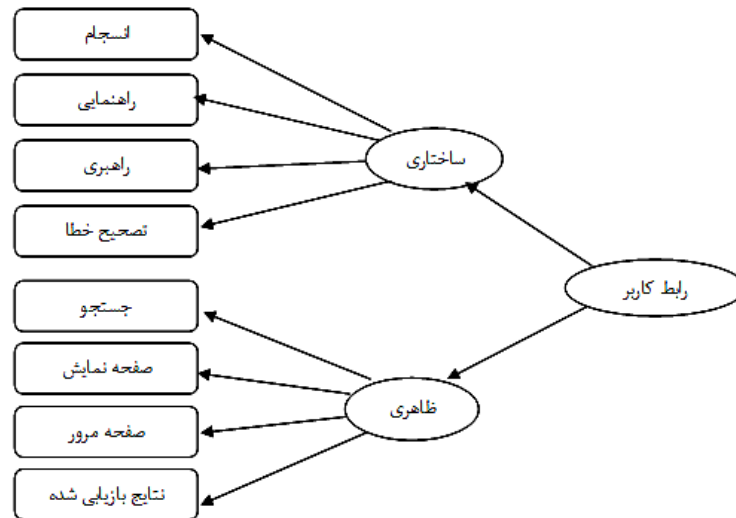 انسجام
راهنمایی
راهبری
تصحیح خطا
ساختاری
رابط کاربر
جستجو
صفحه نمایش
صفحه مرور
نتایج بازیابی شده
ظاهری